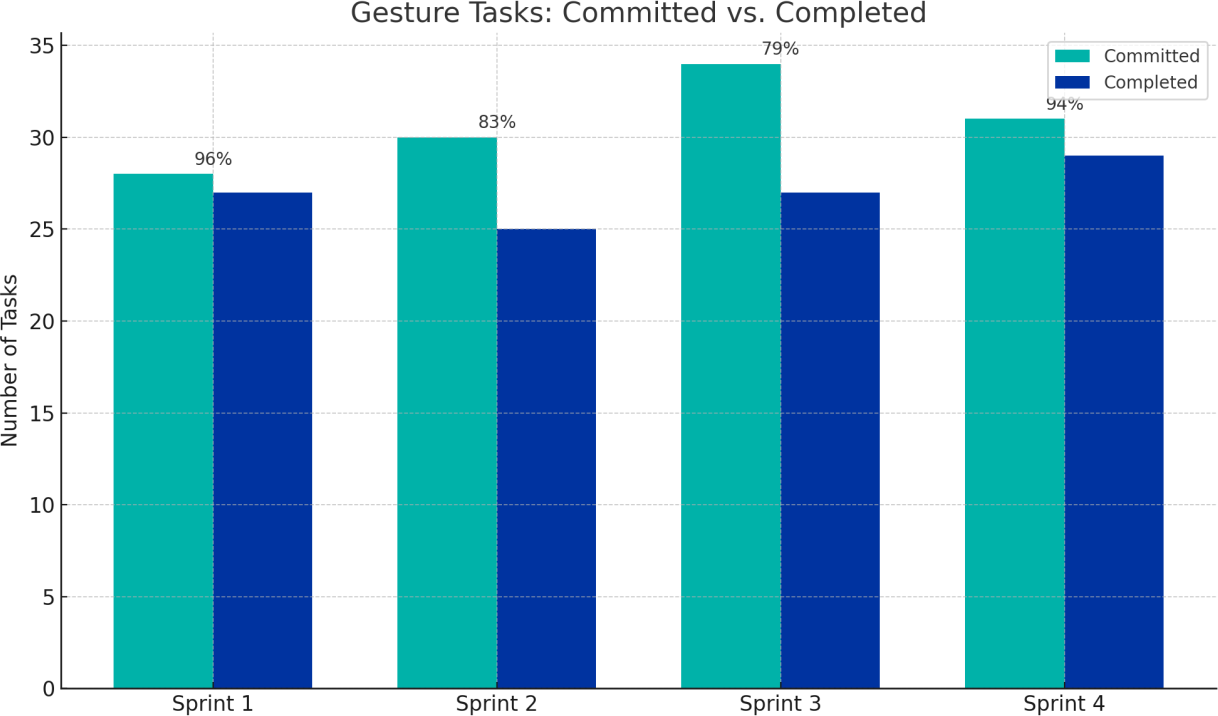 Gesture Tasks: Committed vs. Completed
Number of Tasks
35
30
25
20
15
10
5
0
96%
83%
79%
94%
Committed
Completed
Sprint 1
Sprint 2
Sprint 3
Sprint 4